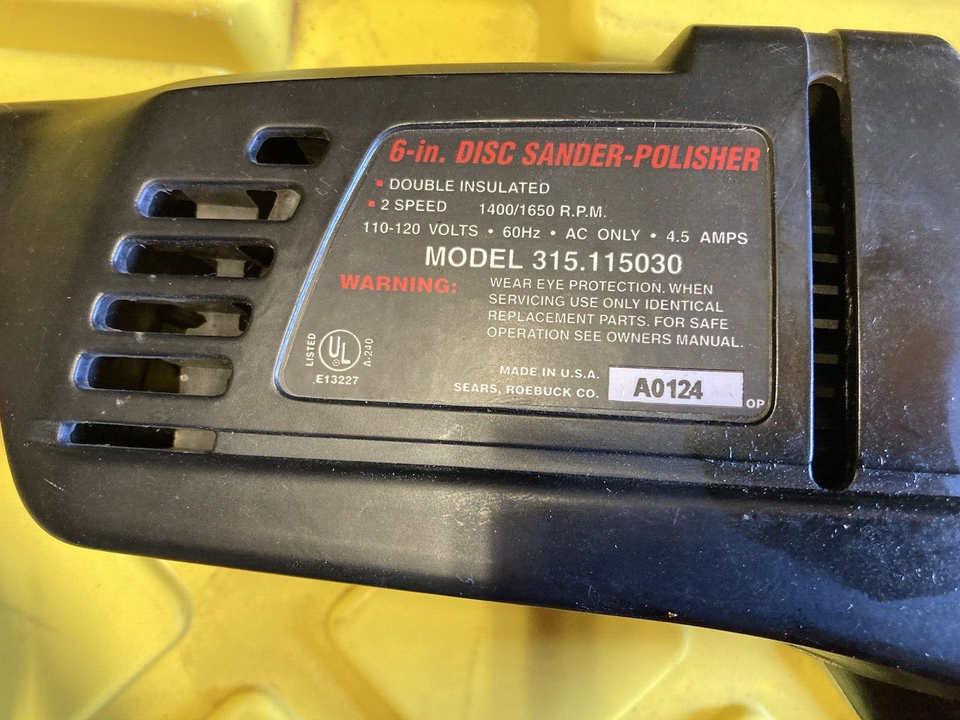 6-in. DISC SANDER-POLISHER
▪ DOUBLE INSULATED
▪ 2 SPEED 1400/1650 R.P.M.
110-120 VOLTS • 60Hz • AC ONLY • 4.5 AMPS
MODEL 315.115030
WARNING: WEAR EYE PROTECTION. WHEN
SERVICING USE ONLY IDENTICAL
REPLACEMENT PARTS. FOR SAFE
OPERATION SEE OWNERS MANUAL.
LISTED
UL
A-240
E13227
MADE IN U.S.A.
SEARS, ROEBUCK CO.
A0124
OP